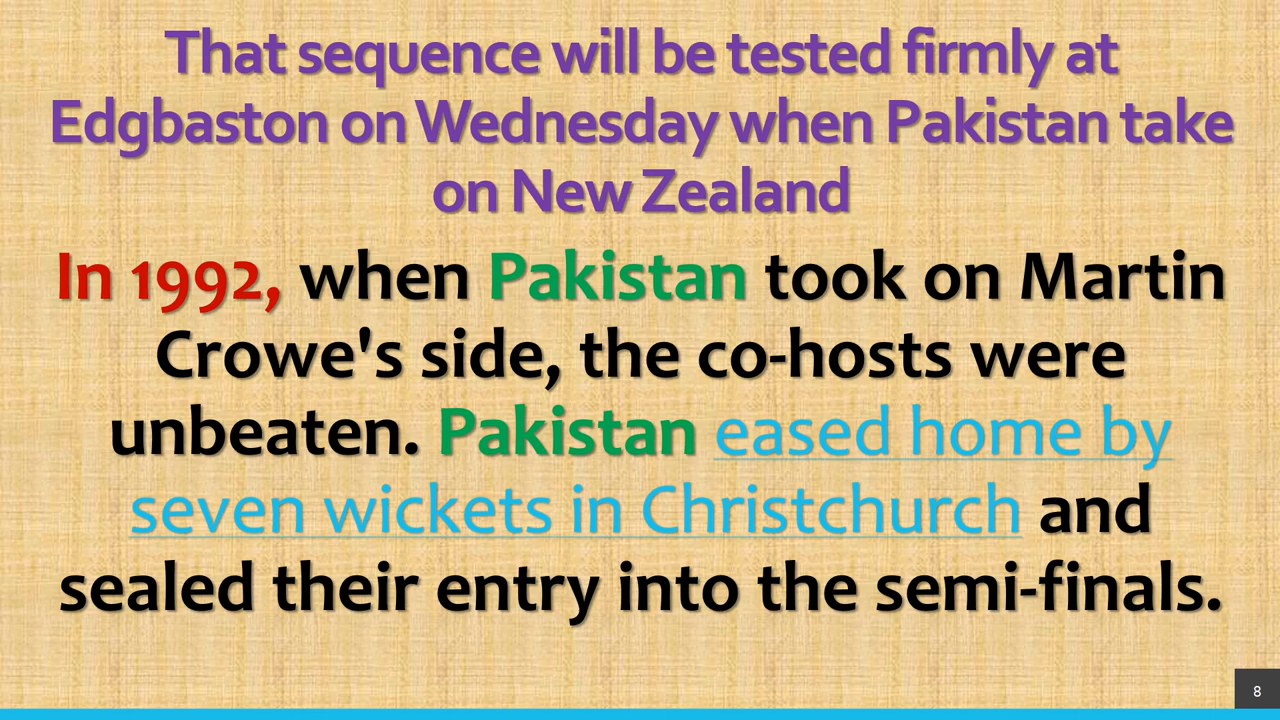 That sequence will be tested firmly at
Edgbaston on Wednesday when Pakistan take
on New Zealand
In 1992, when Pakistan took on Martin
Crowe's side, the co-hosts were
unbeaten. Pakistan eased home by
seven wickets in Christchurch and
sealed their entry into the semi-finals.
8